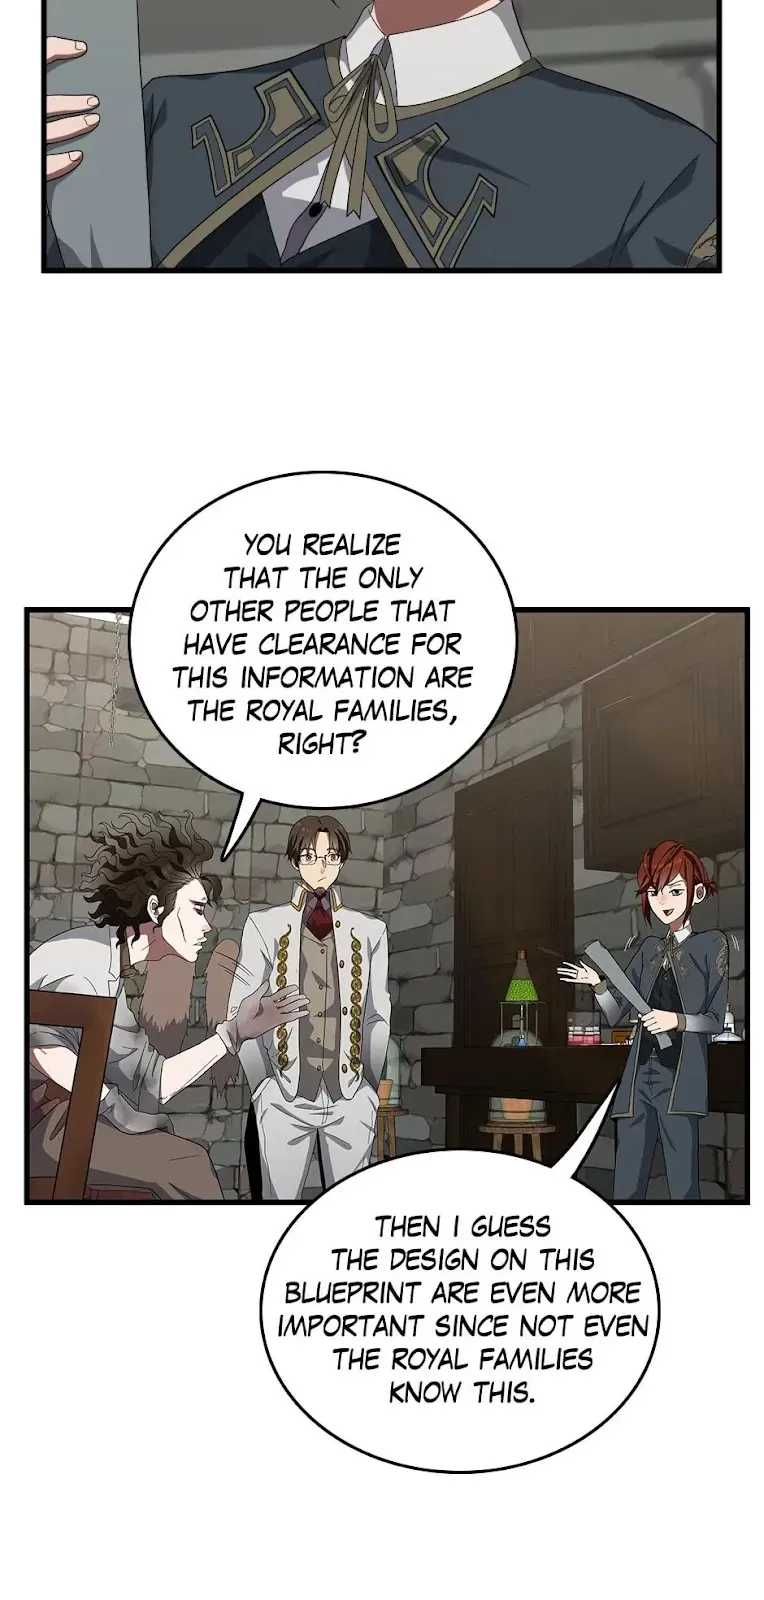 YOU REALIZE
THAT THE ONLY
OTHER PEOPLE THAT
HAVE CLEARANCE FOR
THIS INFORMATION ARE
THE ROYAL FAMILIES,
RIGHT?
THEN I GUESS
THE DESIGN ON THIS
BLUEPRINT ARE EVEN MORE
IMPORTANT SINCE NOT EVEN
THE ROYAL FAMILIES
KNOW THIS.